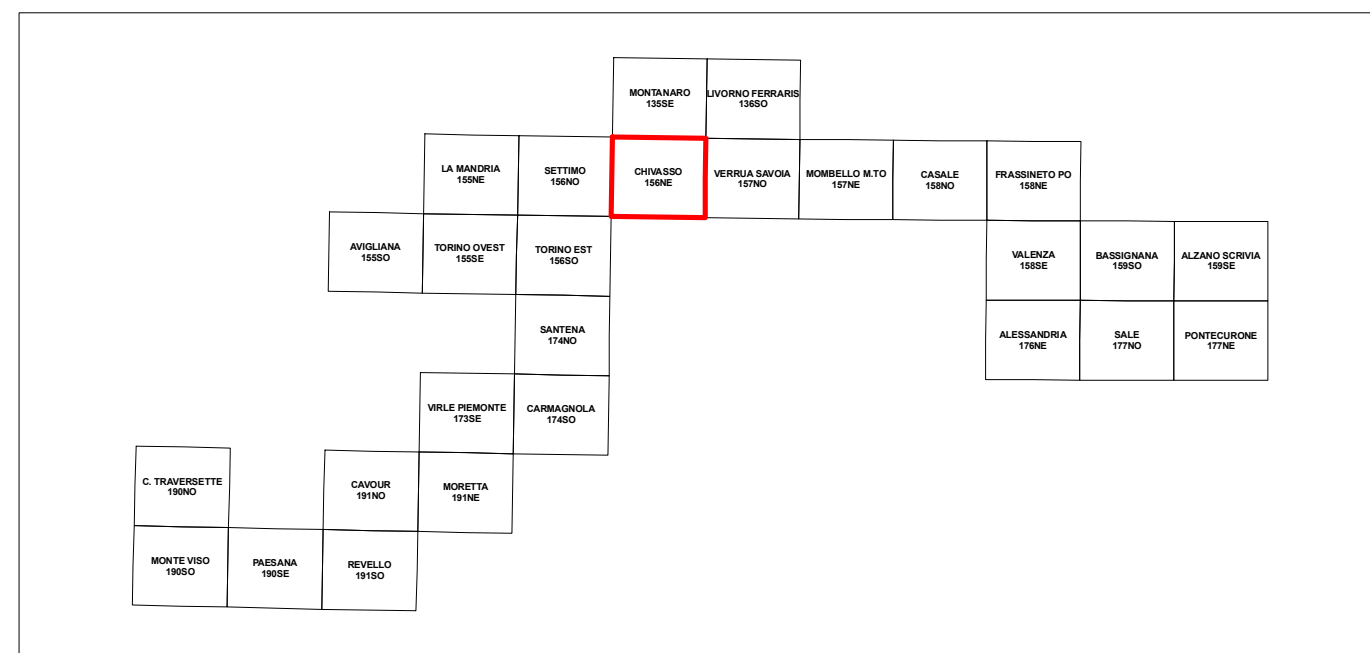 MONTANARO
135SE
LIVORNO FERRARIS
136SO
LA MANDRIA
155NE
SETTIMO
156NO
CHIVASSO
156NE
VERRUA SAVOIA
157NO
MOMBELLO M.TO
157NE
CASALE
158NO
FRASSINETO PO
158NE
AVIGLIANA
155SO
TORINO OVEST
155SE
TORINO EST
156SO
VALENZA
158SE
BASSIGNANA
159SO
ALZANO SCRIVIA
159SE
SANTENA
174NO
ALESSANDRIA
176NE
SALE
177NO
PONTECURONE
177NE
VIRLE PIEMONTE
173SE
CARMAGNOLA
174SO
C. TRAVERSETTE
190NO
CAVOUR
191NO
MORETTA
191NE
MONTE VISO
190SO
PAESANA
190SE
REVELLO
191SO